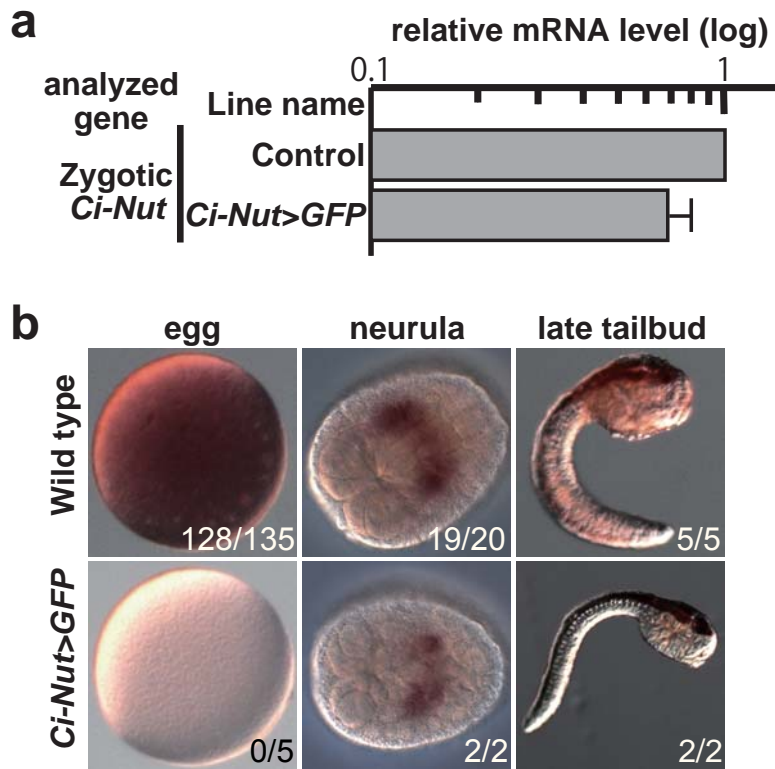 a
relative mRNA level (log)
0.1 1
analyzed
gene
Line name
Zygotic
Ci-Nut
Control
Ci-Nut>GFP
b
egg neurula late tailbud
Wild type
128/135 19/20 5/5
Ci-Nut>GFP
0/5 2/2 2/2